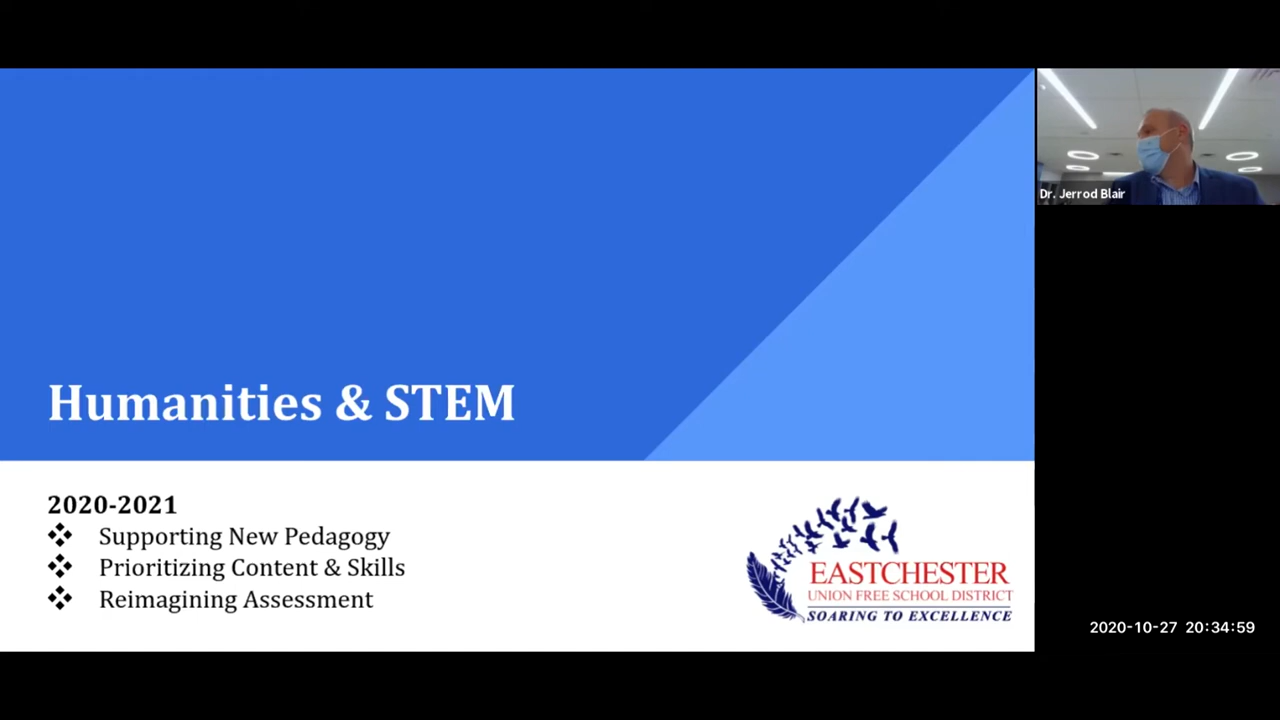 Dr. Jerrod Blair
Humanities & STEM
2020-2021
Supporting New Pedagogy
Prioritizing Content & Skills
Reimagining Assessment
EASTCHESTER
UNION FREE SCHOOL DISTRICT
SOARING TO EXCELLENCE
2020-10-27 20:34:59